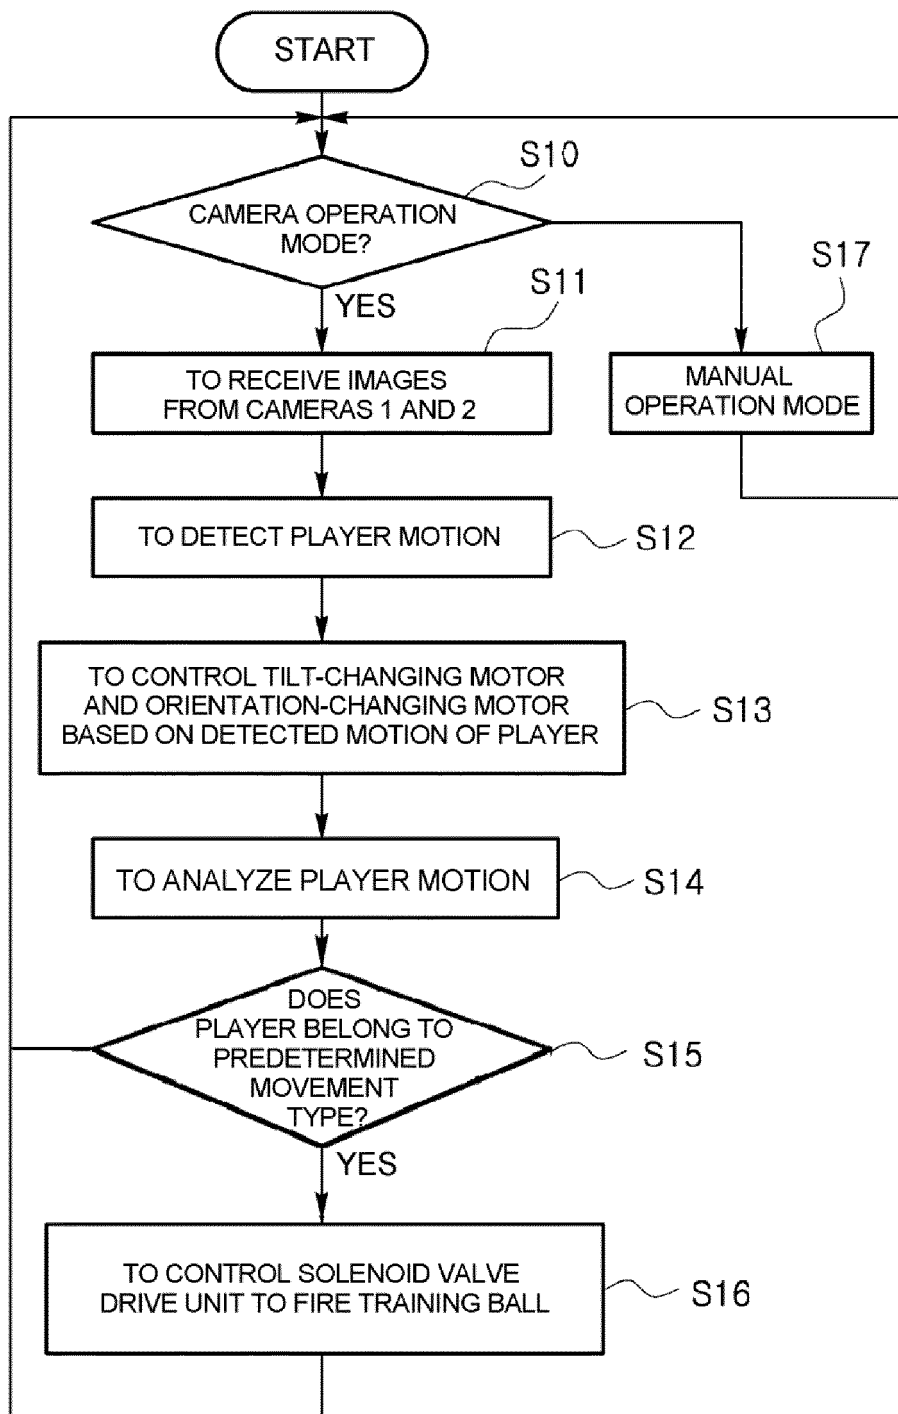 START
S10
CAMERA OPERATION
MODE?
YES
S11
S17
TO RECEIVE IMAGES
FROM CAMERAS 1 AND 2
MANUAL
OPERATION MODE
TO DETECT PLAYER MOTION
S12
TO CONTROL TILT-CHANGING MOTOR
AND ORIENTATION-CHANGING MOTOR
BASED ON DETECTED MOTION OF PLAYER
S13
TO ANALYZE PLAYER MOTION
S14
DOES
PLAYER BELONG TO
PREDETERMINED
MOVEMENT
TYPE?
S15
YES
TO CONTROL SOLENOID VALVE
DRIVE UNIT TO FIRE TRAINING BALL
S16